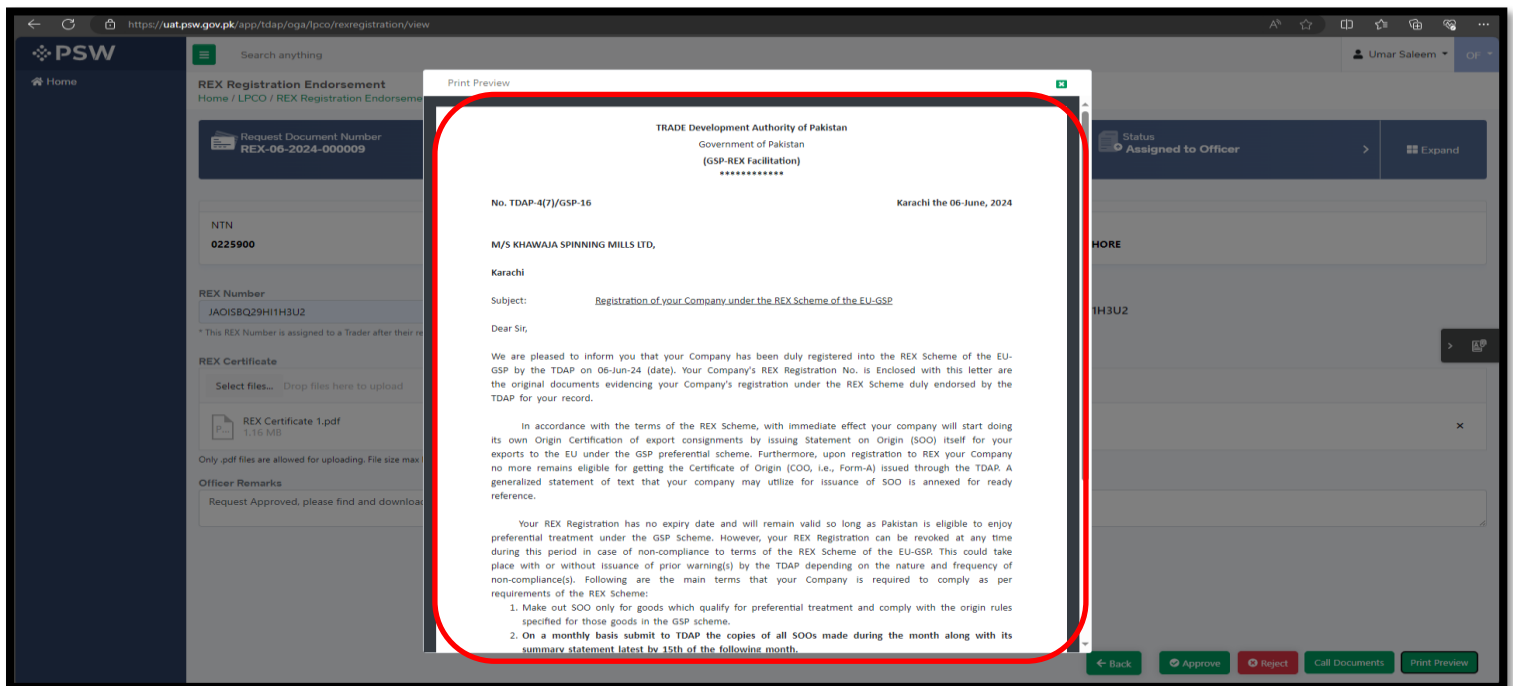 https://uat.psw.gov.pk/app/tdap/oga/lpco/rexregistration/view
PSW
Search anything
Umar Saleem
OF
Home
REX Registration Endorsement
Home / LPCO / REX Registration Endorseme
Request Document Number
REX-06-2024-000009
Status
Assigned to Officer
Expand
NTN
0225900
HORE
REX Number
JAOISBQ29HI1H3U2
1H3U2
* This REX Number is assigned to a Trader after their re
REX Certificate
Select files... Drop files here to upload
P...
REX Certificate 1.pdf
1.16 MB
Only .pdf files are allowed for uploading. File size max
Officer Remarks
Request Approved, please find and download
Print Preview
TRADE Development Authority of Pakistan
Government of Pakistan
(GSP-REX Facilitation)
************
No. TDAP-4(7)/GSP-16 Karachi the 06-June, 2024
M/S KHAWAJA SPINNING MILLS LTD,
Karachi
Subject: Registration of your Company under the REX Scheme of the EU-GSP
Dear Sir,
We are pleased to inform you that your Company has been duly registered into the REX Scheme of the EU-
GSP by the TDAP on 06-Jun-24 (date). Your Company's REX Registration No. is Enclosed with this letter are
the original documents evidencing your Company's registration under the REX Scheme duly endorsed by the
TDAP for your record.
In accordance with the terms of the REX Scheme, with immediate effect your company will start doing
its own Origin Certification of export consignments by issuing Statement on Origin (SOO) itself for your
exports to the EU under the GSP preferential scheme. Furthermore, upon registration to REX your Company
no more remains eligible for getting the Certificate of Origin (COO, i.e., Form-A) issued through the TDAP. A
generalized statement of text that your company may utilize for issuance of SOO is annexed for ready
reference.
Your REX Registration has no expiry date and will remain valid so long as Pakistan is eligible to enjoy
preferential treatment under the GSP Scheme. However, your REX Registration can be revoked at any time
during this period in case of non-compliance to terms of the REX Scheme of the EU-GSP. This could take
place with or without issuance of prior warning(s) by the TDAP depending on the nature and frequency of
non-compliance(s). Following are the main terms that your Company is required to comply as per
requirements of the REX Scheme:
1. Make out SOO only for goods which qualify for preferential treatment and comply with the origin rules
specified for those goods in the GSP scheme.
2. On a monthly basis submit to TDAP the copies of all SOOs made during the month along with its
summary statement latest by 15th of the following month.
Back
Approve
Reject
Call Documents
Print Preview